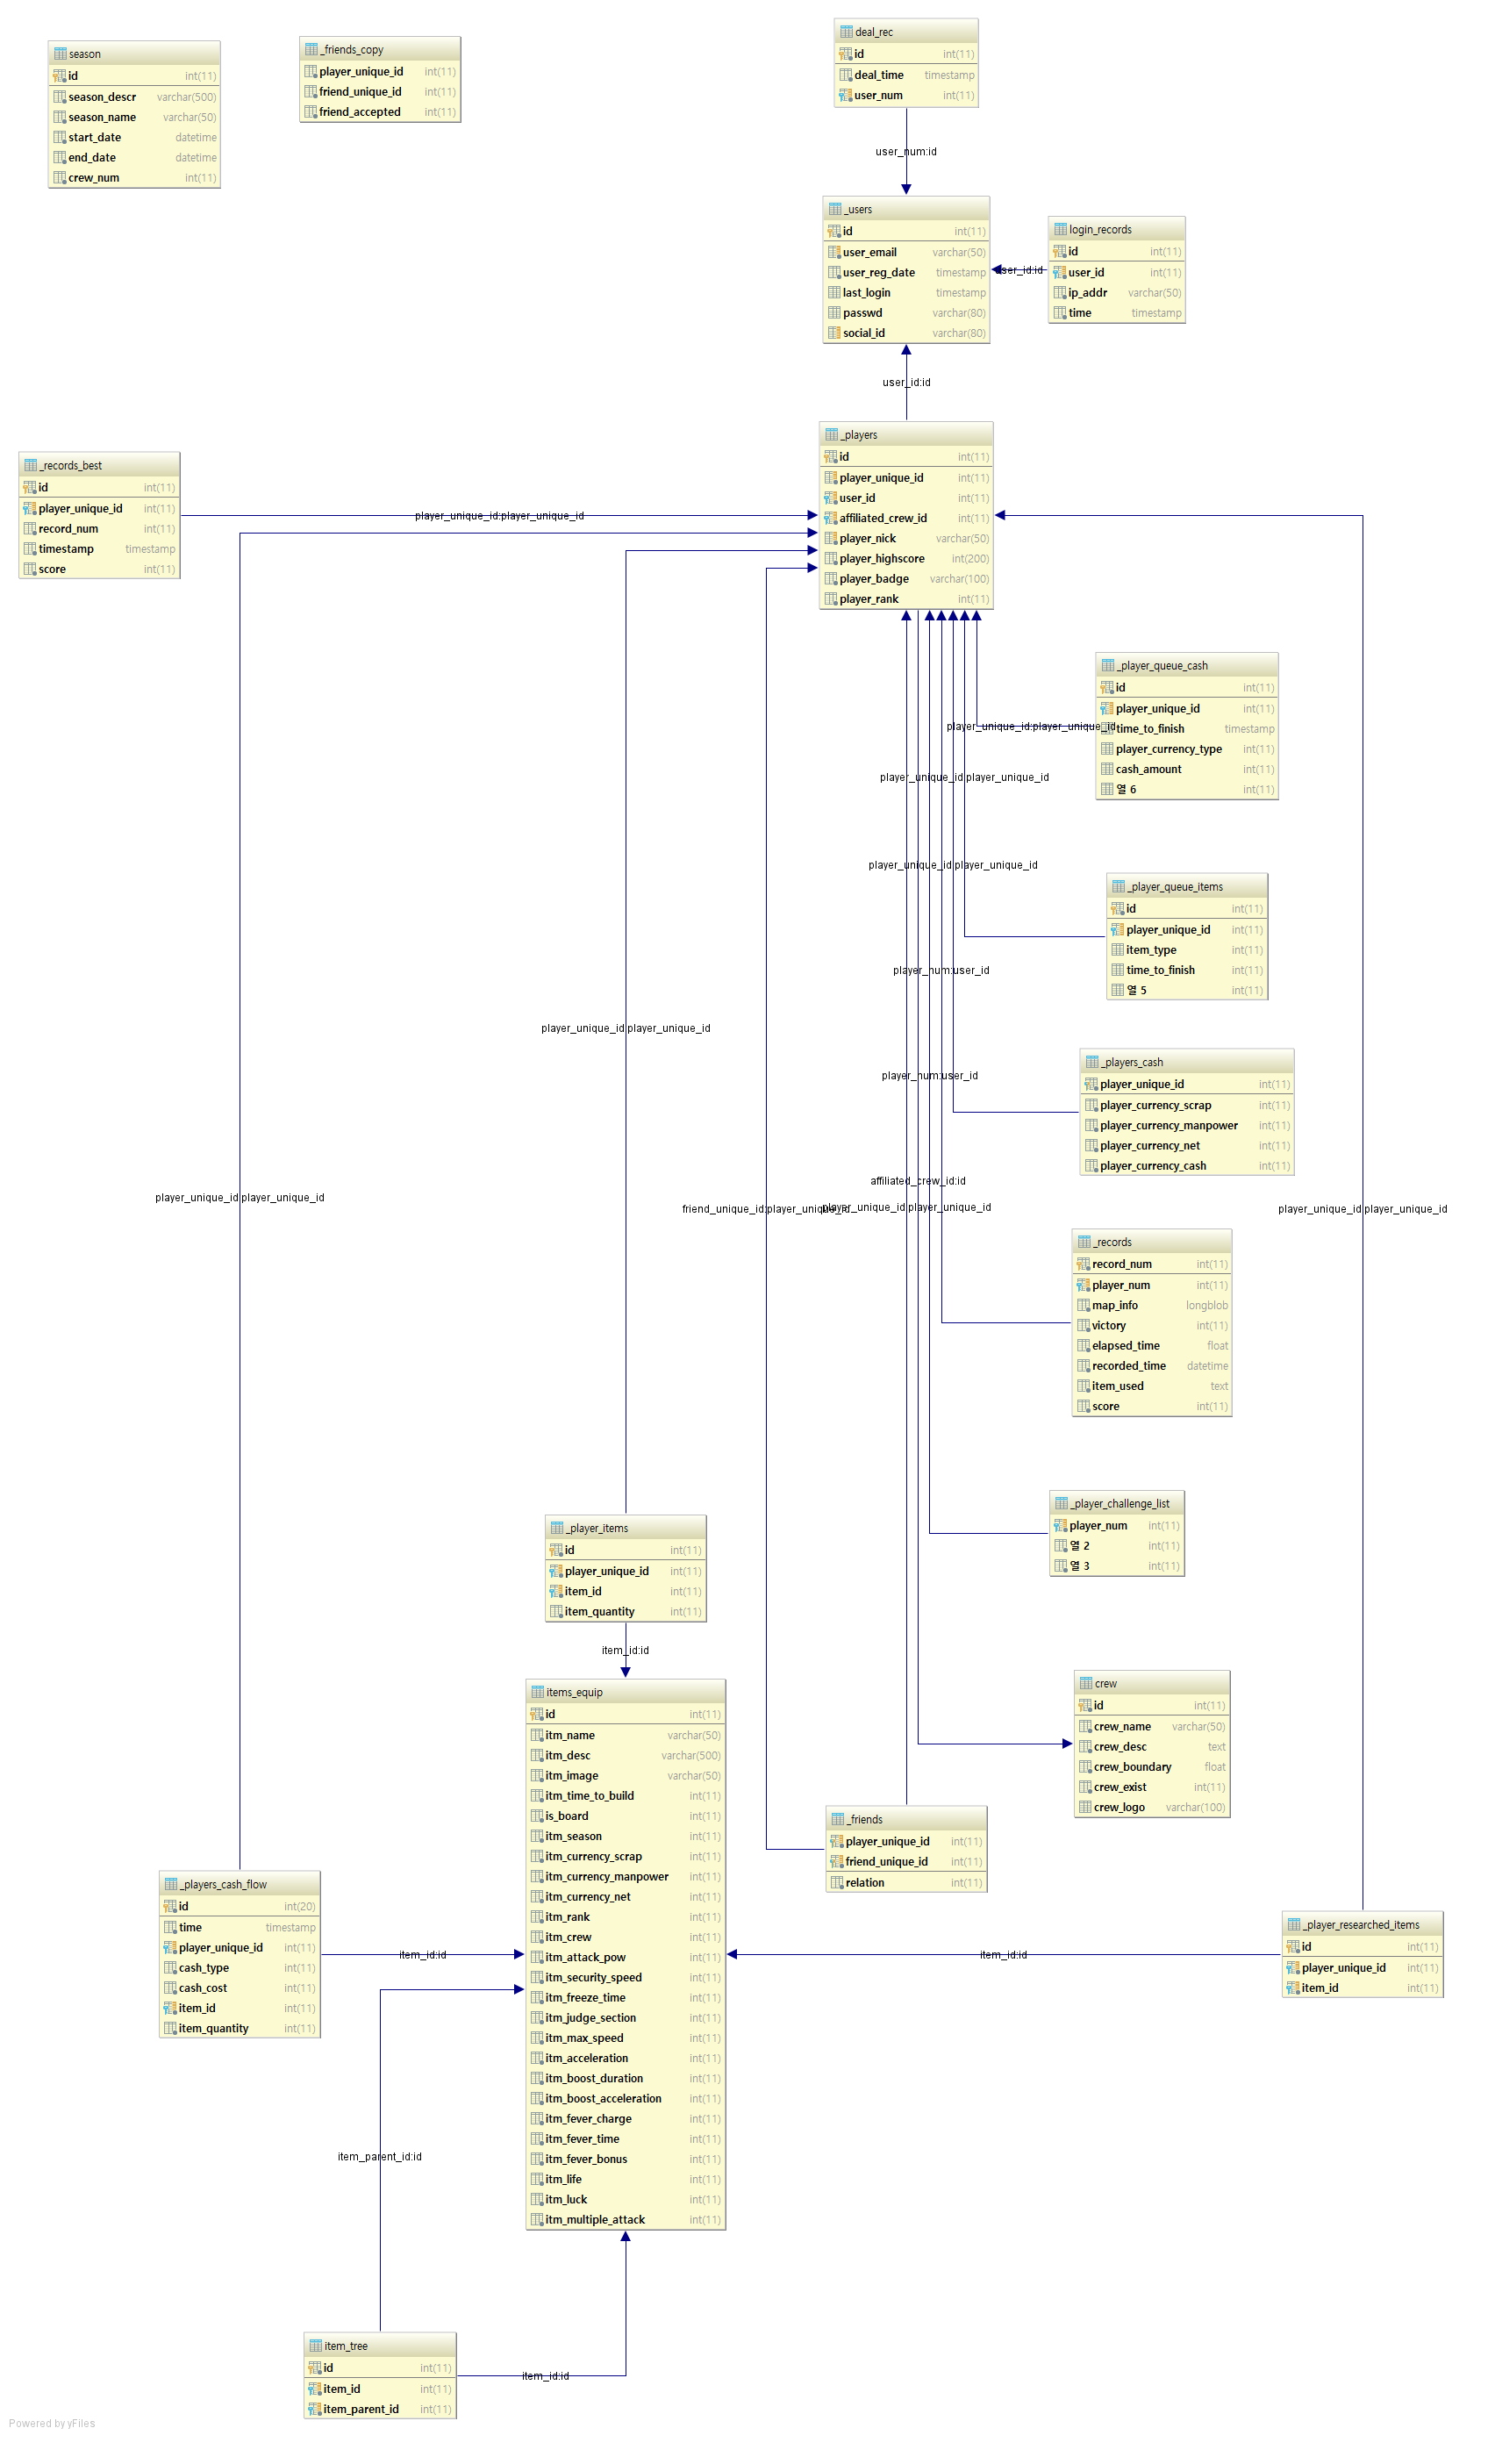 season
id int(11)
season_descr varchar(500)
season_name varchar(50)
start_date datetime
end_date datetime
crew_num int(11)
_friends_copy
player_unique_id int(11)
friend_unique_id int(11)
friend_accepted int(11)
deal_rec
id int(11)
deal_time timestamp
user_num int(11)
user_num:id
_users
id int(11)
user_email varchar(50)
user_reg_date timestamp
last_login timestamp
passwd varchar(80)
social_id varchar(80)
login_records
id int(11)
user_id int(11)
ip_addr varchar(50)
time timestamp
user_id:id
user_id:id
_players
id int(11)
player_unique_id int(11)
user_id int(11)
affiliated_crew_id int(11)
player_nick varchar(50)
player_highscore int(200)
player_badge varchar(100)
player_rank int(11)
_records_best
id int(11)
player_unique_id int(11)
record_num int(11)
timestamp timestamp
score int(11)
player_unique_id:player_unique_id
_player_queue_cash
id int(11)
player_unique_id int(11)
time_to_finish timestamp
player_currency_type int(11)
cash_amount int(11)
열 6 int(11)
player_unique_id:player_unique_id
player_unique_id:player_unique_id
player_unique_id:player_unique_id
_player_queue_items
id int(11)
player_unique_id int(11)
item_type int(11)
time_to_finish int(11)
열 5 int(11)
player_num:user_id
player_unique_id:player_unique_id
_players_cash
player_unique_id int(11)
player_currency_scrap int(11)
player_currency_manpower int(11)
player_currency_net int(11)
player_currency_cash int(11)
player_num:user_id
affiliated_crew_id:id
player_unique_id:player_unique_id
friend_unique_id:player_unique_id
player_unique_id:player_unique_id
player_unique_id:player_unique_id
_records
record_num int(11)
player_num int(11)
map_info longblob
victory int(11)
elapsed_time float
recorded_time datetime
item_used text
score int(11)
_player_challenge_list
player_num int(11)
열 2 int(11)
열 3 int(11)
_player_items
id int(11)
player_unique_id int(11)
item_id int(11)
item_quantity int(11)
item_id:id
crew
id int(11)
crew_name varchar(50)
crew_desc text
crew_boundary float
crew_exist int(11)
crew_logo varchar(100)
items_equip
id int(11)
itm_name varchar(50)
itm_desc varchar(500)
itm_image varchar(50)
itm_time_to_build int(11)
is_board int(11)
itm_season int(11)
itm_currency_scrap int(11)
itm_currency_manpower int(11)
itm_currency_net int(11)
itm_rank int(11)
itm_crew int(11)
itm_attack_pow int(11)
itm_security_speed int(11)
itm_freeze_time int(11)
itm_judge_section int(11)
itm_max_speed int(11)
itm_acceleration int(11)
itm_boost_duration int(11)
itm_boost_acceleration int(11)
itm_fever_charge int(11)
itm_fever_time int(11)
itm_fever_bonus int(11)
itm_life int(11)
itm_luck int(11)
itm_multiple_attack int(11)
_friends
player_unique_id int(11)
friend_unique_id int(11)
relation int(11)
_players_cash_flow
id int(20)
time timestamp
player_unique_id int(11)
cash_type int(11)
cash_cost int(11)
item_id int(11)
item_quantity int(11)
item_id:id
item_id:id
_player_researched_items
id int(11)
player_unique_id int(11)
item_id int(11)
item_parent_id:id
item_tree
id int(11)
item_id int(11)
item_parent_id int(11)
item_id:id
Powered by yFiles